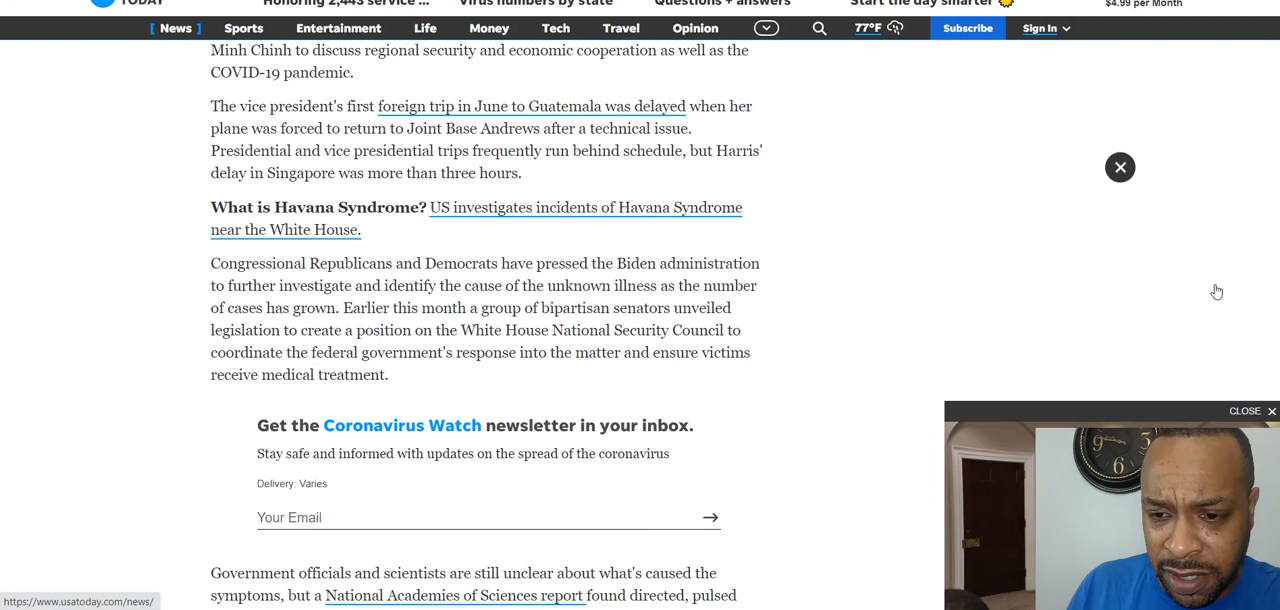 TODAY
Honoring 2,443 service ...
Virus numbers by state
Questions + answers
Start the day smarter
$4.99 per Month
[ News ] Sports Entertainment Life Money Tech Travel Opinion 77°F Subscribe Sign In
Minh Chinh to discuss regional security and economic cooperation as well as the
COVID-19 pandemic.
The vice president's first foreign trip in June to Guatemala was delayed when her
plane was forced to return to Joint Base Andrews after a technical issue.
Presidential and vice presidential trips frequently run behind schedule, but Harris'
delay in Singapore was more than three hours.
What is Havana Syndrome? US investigates incidents of Havana Syndrome
near the White House.
Congressional Republicans and Democrats have pressed the Biden administration
to further investigate and identify the cause of the unknown illness as the number
of cases has grown. Earlier this month a group of bipartisan senators unveiled
legislation to create a position on the White House National Security Council to
coordinate the federal government's response into the matter and ensure victims
receive medical treatment.
CLOSE ×
Get the Coronavirus Watch newsletter in your inbox.
Stay safe and informed with updates on the spread of the coronavirus
Delivery: Varies
Your Email
9 3
6
Government officials and scientists are still unclear about what's caused the
symptoms, but a National Academies of Sciences report found directed, pulsed
https://www.usatoday.com/news/